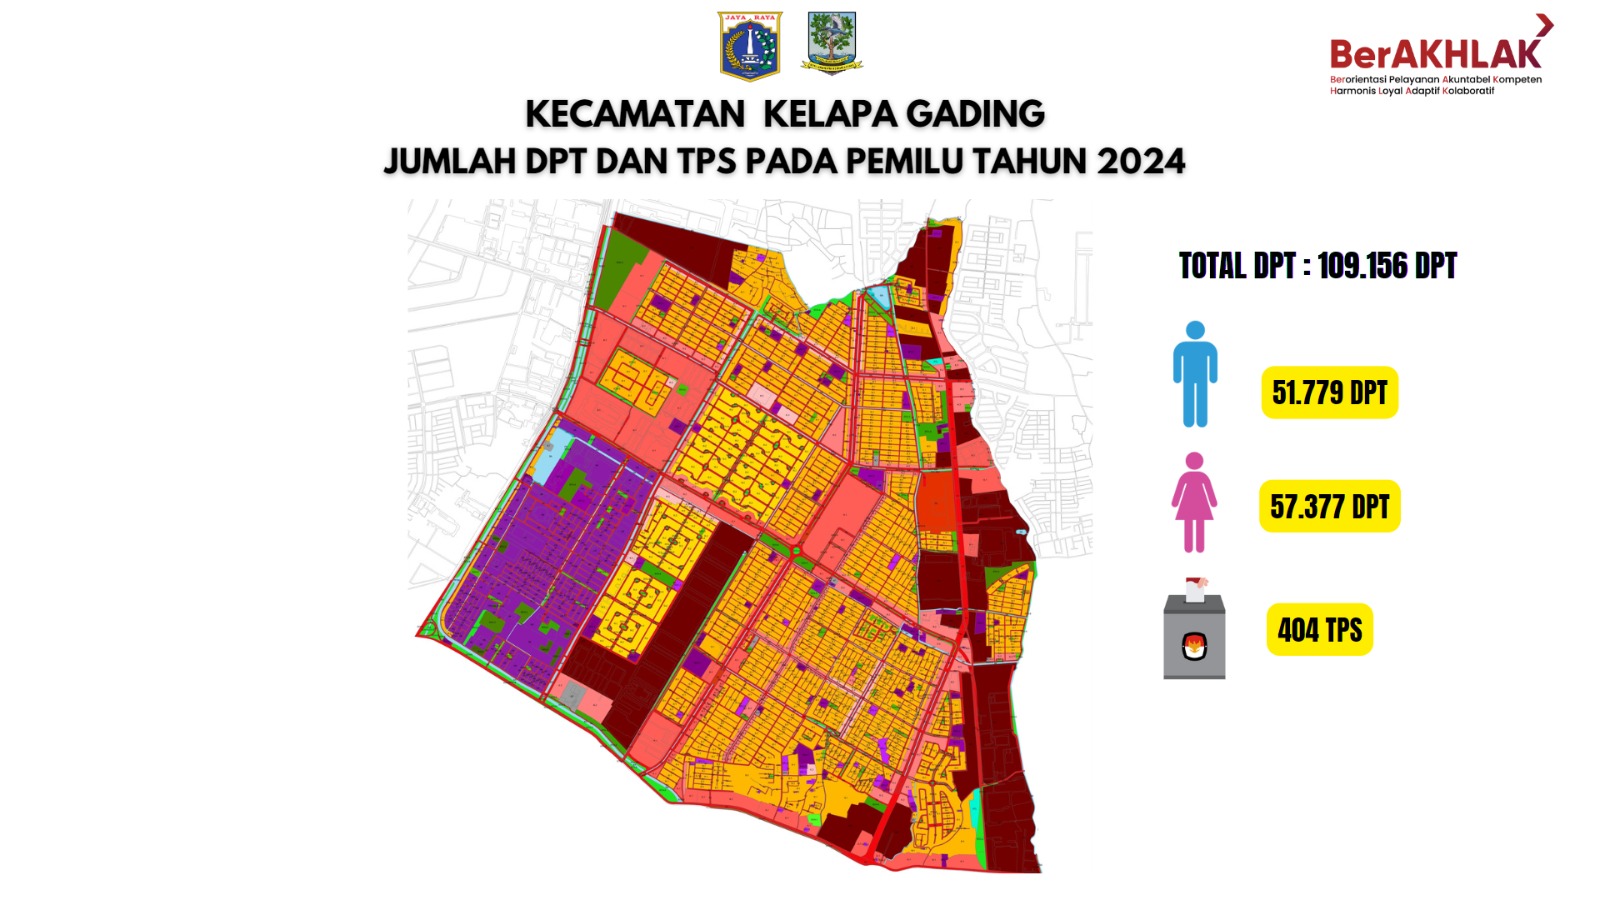 JAYA RAYA
BerAKHLAK
Berorientasi Pelayanan Akuntabel Kompeten
Harmonis Loyal Adaptif Kolaboratif
KECAMATAN KELAPA GADING
JUMLAH DPT DAN TPS PADA PEMILU TAHUN 2024
TOTAL DPT : 109.156 DPT
51.779 DPT
57.377 DPT
404 TPS